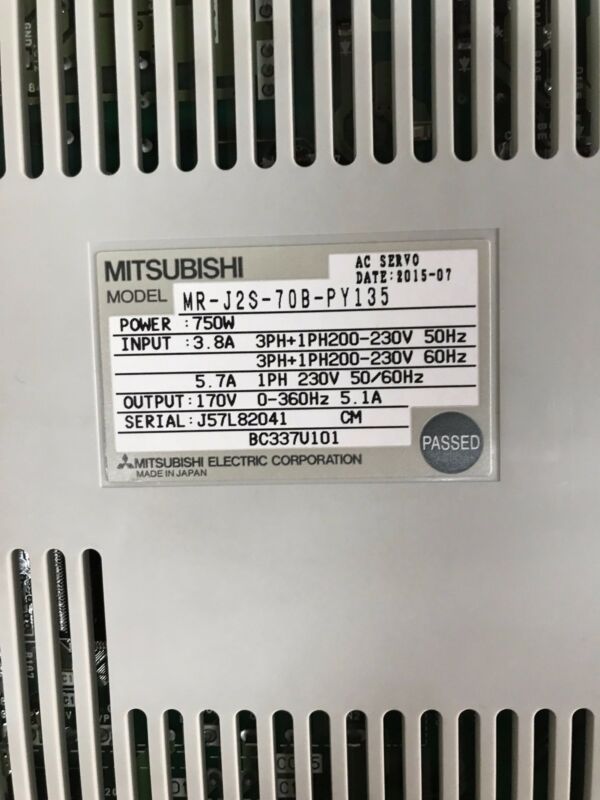 MITSUBISHI
AC SERVO
DATE:2015-07
MODEL MR-J2S-70B-PY135
POWER :750W
INPUT :3.8A 3PH+1PH200-230V 50Hz
3PH+1PH200-230V 60Hz
5.7A 1PH 230V 50/60Hz
OUTPUT:170V 0-360Hz 5.1A
SERIAL:J57L82041 CM
BC337U101
PASSED
MITSUBISHI ELECTRIC CORPORATION
MADE IN JAPAN